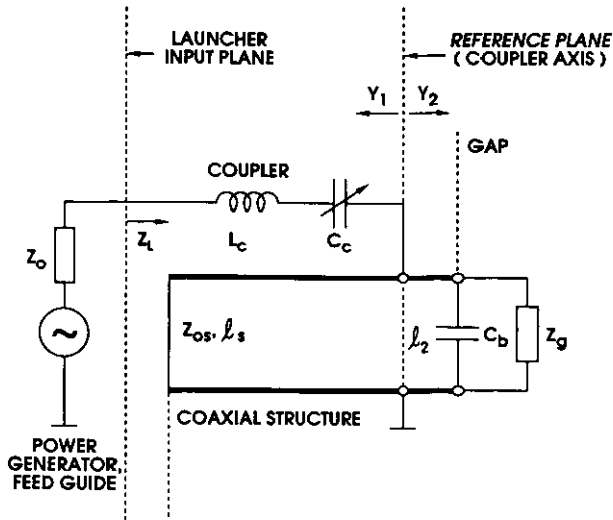 LAUNCHER
INPUT PLANE
REFERENCE PLANE
( COUPLER AXIS )
Y1 Y2
GAP
COUPLER
Zo
ZL
Lc
Cc
Zos, ℓs
ℓ2
Cb
Zg
~
COAXIAL STRUCTURE
POWER
GENERATOR,
FEED GUIDE